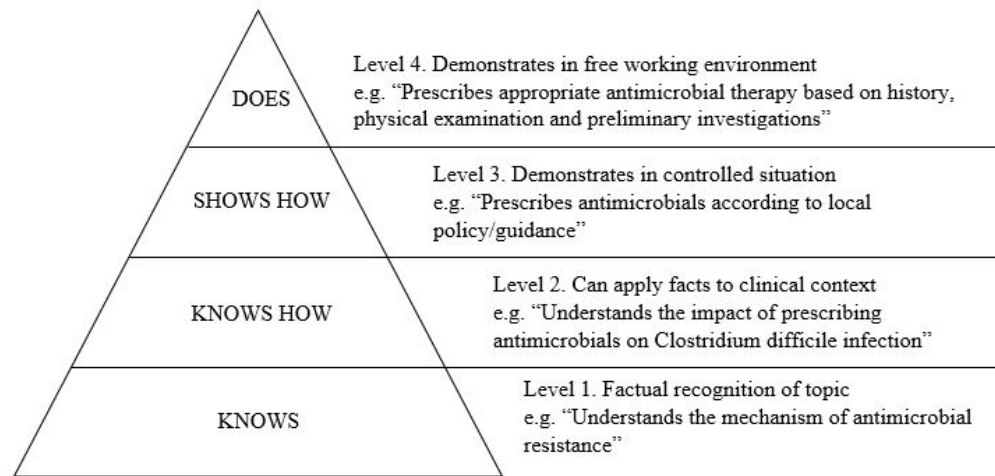 Level 4. Demonstrates in free working environment
DOES
e.g. “Prescribes appropriate antimicrobial therapy based on history,
physical examination and preliminary investigations”
Level 3. Demonstrates in controlled situation
SHOWS HOW
e.g. “Prescribes antimicrobials according to local
policy/guidance”
Level 2. Can apply facts to clinical context
KNOWS HOW
e.g. “Understands the impact of prescribing
antimicrobials on Clostridium difficile infection”
Level 1. Factual recognition of topic
KNOWS
e.g. “Understands the mechanism of antimicrobial
resistance”